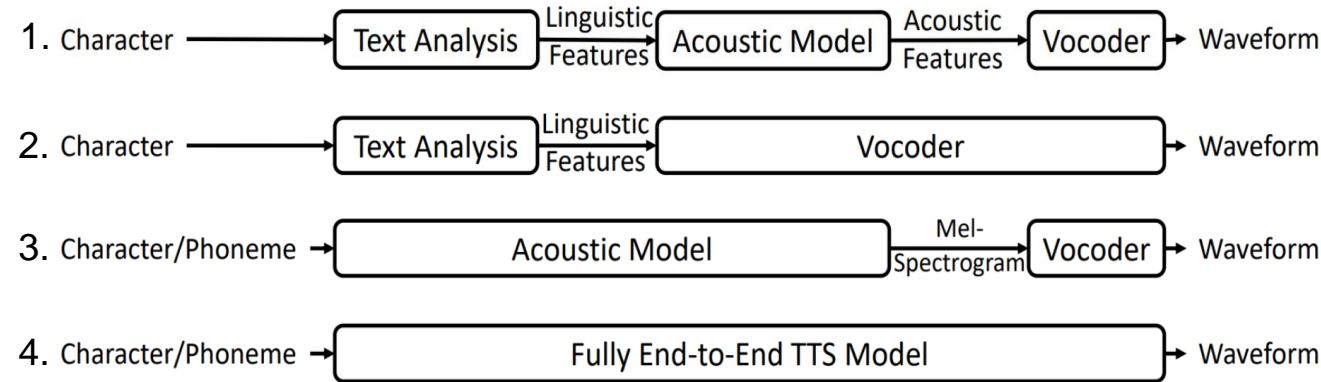 1. Character Text Analysis Linguistic Features Acoustic Model Acoustic Features Vocoder Waveform
2. Character Text Analysis Linguistic Features Vocoder Waveform
3. Character/Phoneme Acoustic Model Mel-Spectrogram Vocoder Waveform
4. Character/Phoneme Fully End-to-End TTS Model Waveform